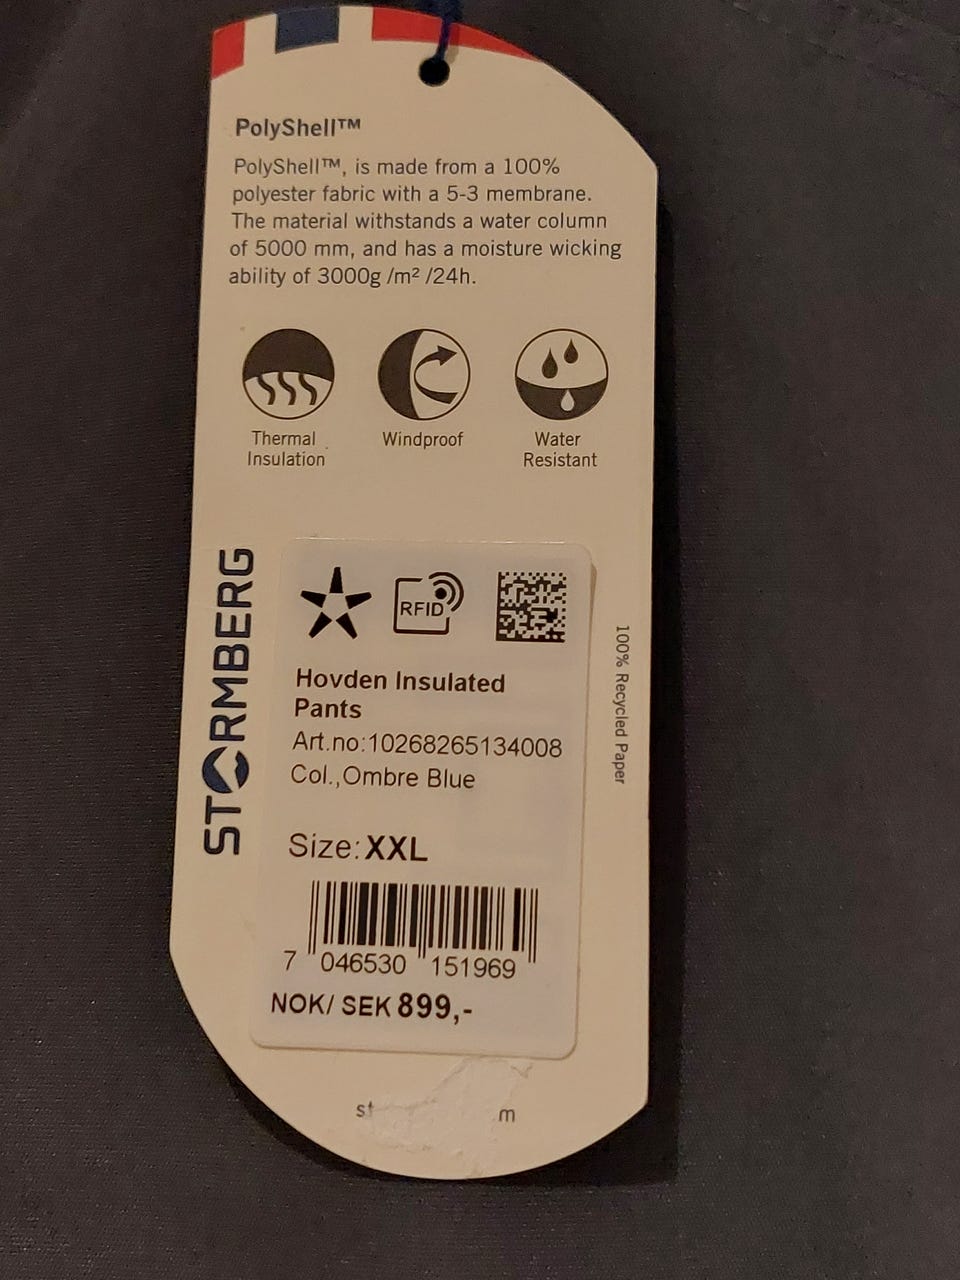 PolyShell™
PolyShell™, is made from a 100%
polyester fabric with a 5-3 membrane.
The material withstands a water column
of 5000 mm, and has a moisture wicking
ability of 3000g /m² /24h.
Thermal
Insulation
Windproof
Water
Resistant
STORMBERG
RFID
Hovden Insulated
Pants
Art.no:10268265134008
Col.,Ombre Blue
Size: XXL
7 046530 151969
NOK/ SEK 899,-
100% Recycled Paper